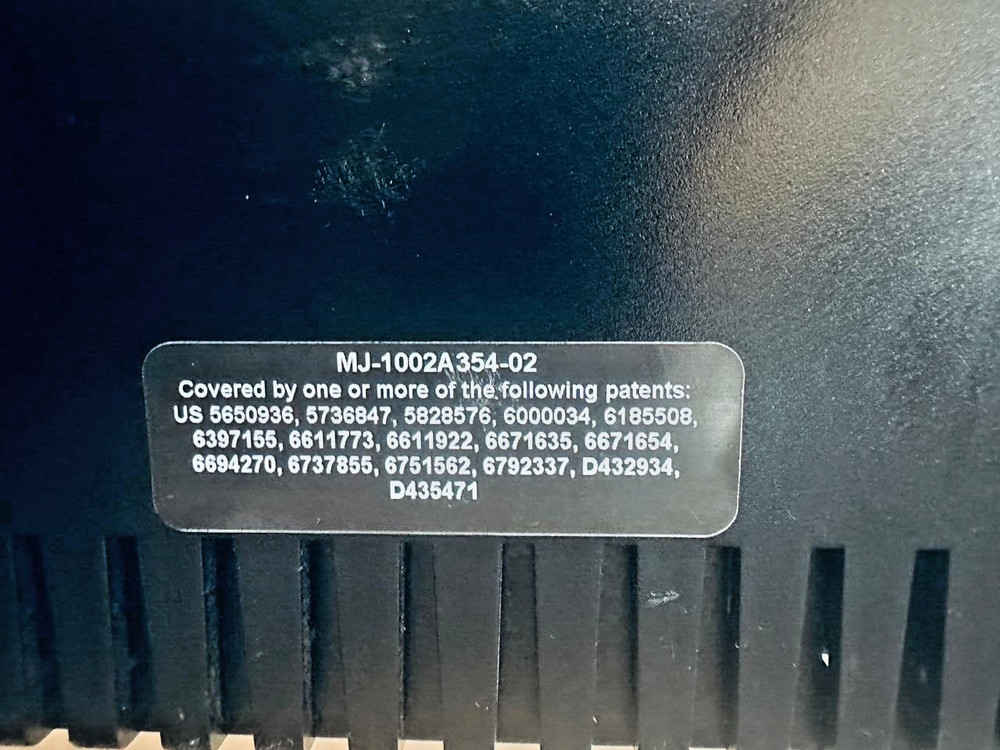 MJ-1002A354-02
Covered by one or more of the following patents:
US 5650936, 5736847, 5828576, 6000034, 6185508,
6397155, 6611773, 6611922, 6671635, 6671654,
6694270, 6737855, 6751562, 6792337, D432934,
D435471